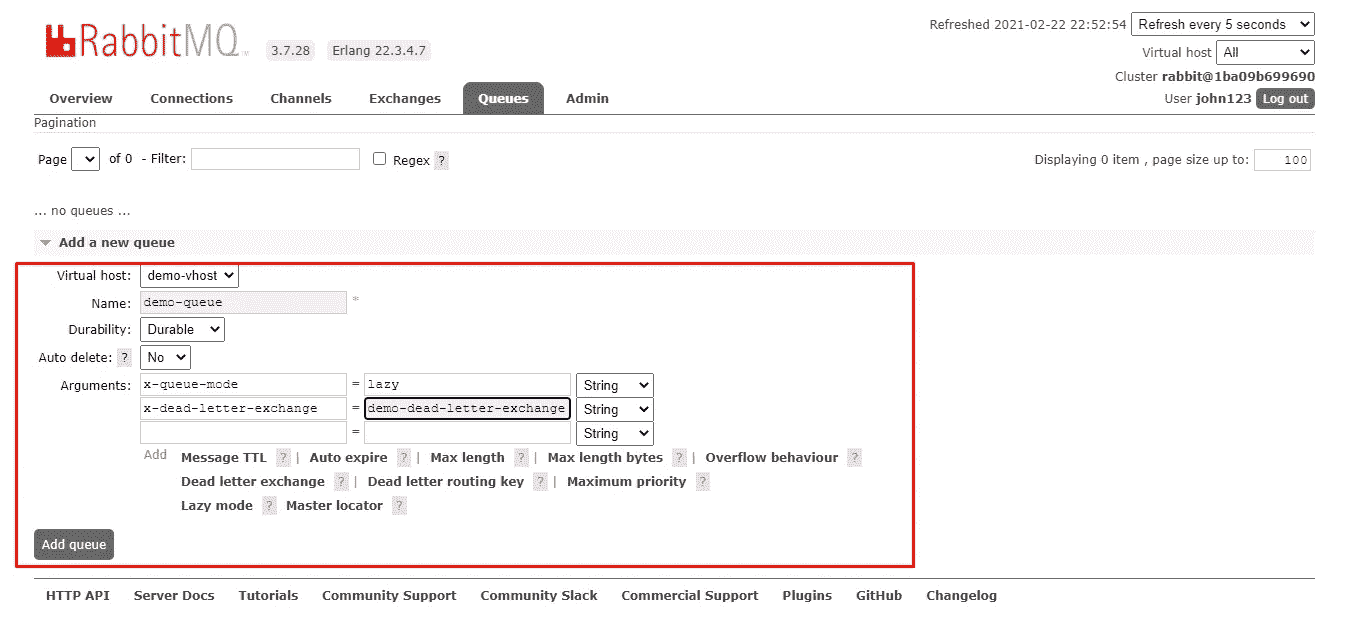 RabbitMQ TM 3.7.28 Erlang 22.3.4.7
Refreshed 2021-02-22 22:52:54 Refresh every 5 seconds
Virtual host All
Cluster rabbit@1ba09b699690
User john123 Log out
Overview Connections Channels Exchanges Queues Admin
Pagination
Page of 0 - Filter: Regex ? Displaying 0 item , page size up to: 100
... no queues ...
Add a new queue
Virtual host: demo-vhost
Name: demo-queue *
Durability: Durable
Auto delete: ? No
Arguments: x-queue-mode = lazy String
x-dead-letter-exchange = demo-dead-letter-exchange String
= String
Add Message TTL ? | Auto expire ? | Max length ? | Max length bytes ? | Overflow behaviour ?
Dead letter exchange ? | Dead letter routing key ? | Maximum priority ?
Lazy mode ? Master locator ?
Add queue
HTTP API Server Docs Tutorials Community Support Community Slack Commercial Support Plugins GitHub Changelog